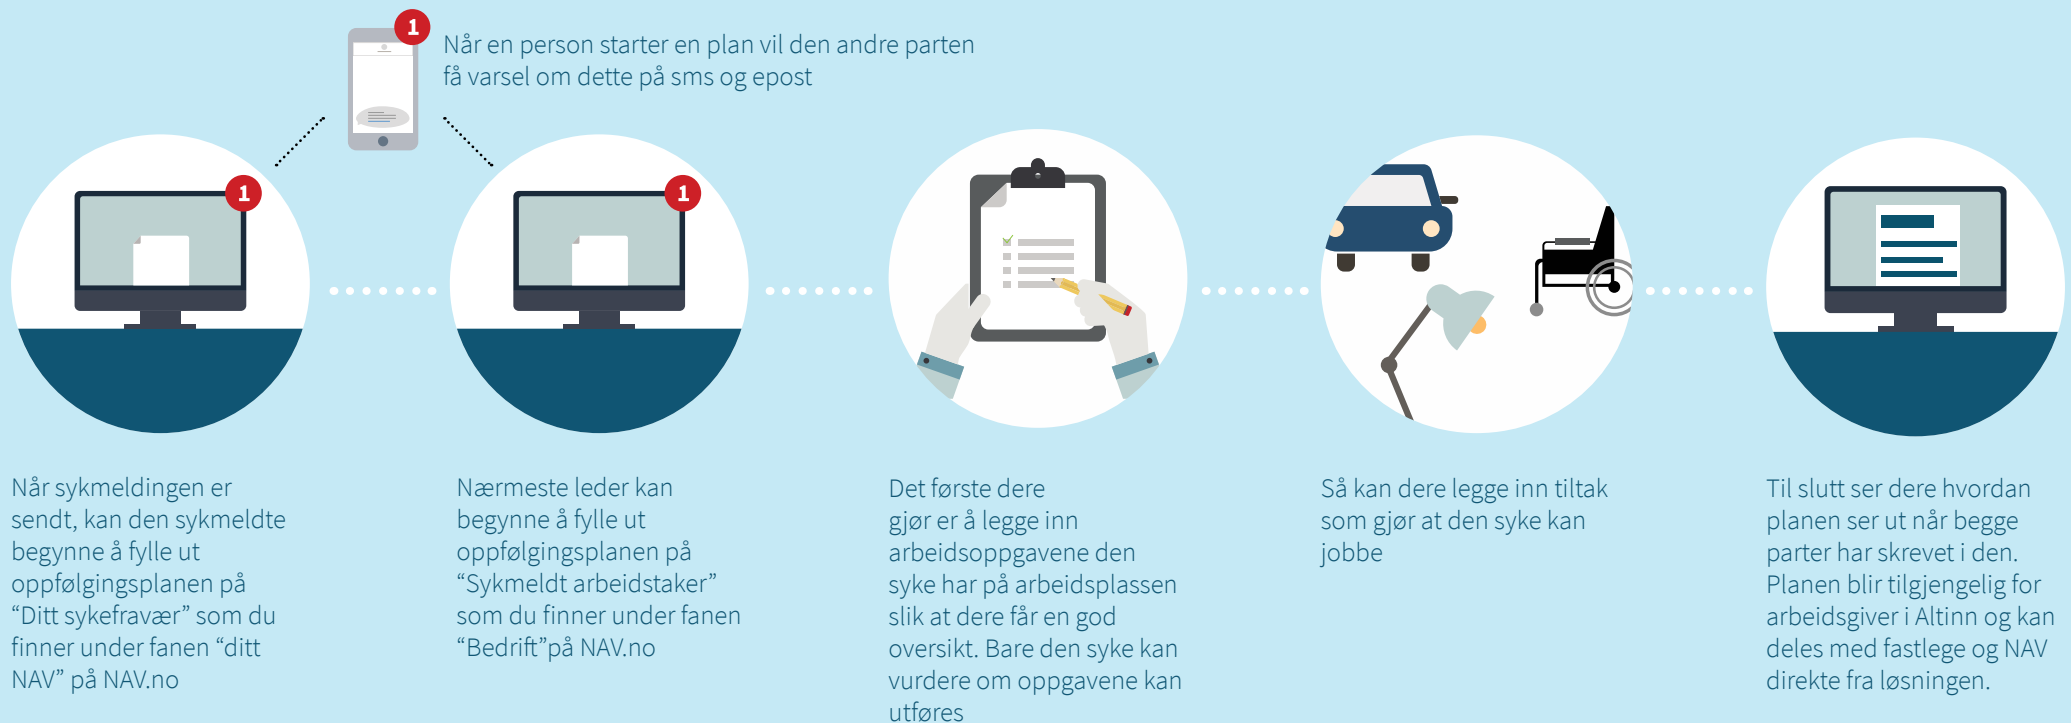 1
Når en person starter en plan vil den andre parten
få varsel om dette på sms og epost
1
1
Når sykmeldingen er
sendt, kan den sykmeldte
begynne å fylle ut
oppfølgingsplanen på
“Ditt sykefravær” som du
finner under fanen “ditt
NAV” på NAV.no
Nærmeste leder kan
begynne å fylle ut
oppfølgingsplanen på
“Sykmeldt arbeidstaker”
som du finner under fanen
“Bedrift”på NAV.no
Det første dere
gjør er å legge inn
arbeidsoppgavene den
syke har på arbeidsplassen
slik at dere får en god
oversikt. Bare den syke kan
vurdere om oppgavene kan
utføres
Så kan dere legge inn tiltak
som gjør at den syke kan
jobbe
Til slutt ser dere hvordan
planen ser ut når begge
parter har skrevet i den.
Planen blir tilgjengelig for
arbeidsgiver i Altinn og kan
deles med fastlege og NAV
direkte fra løsningen.